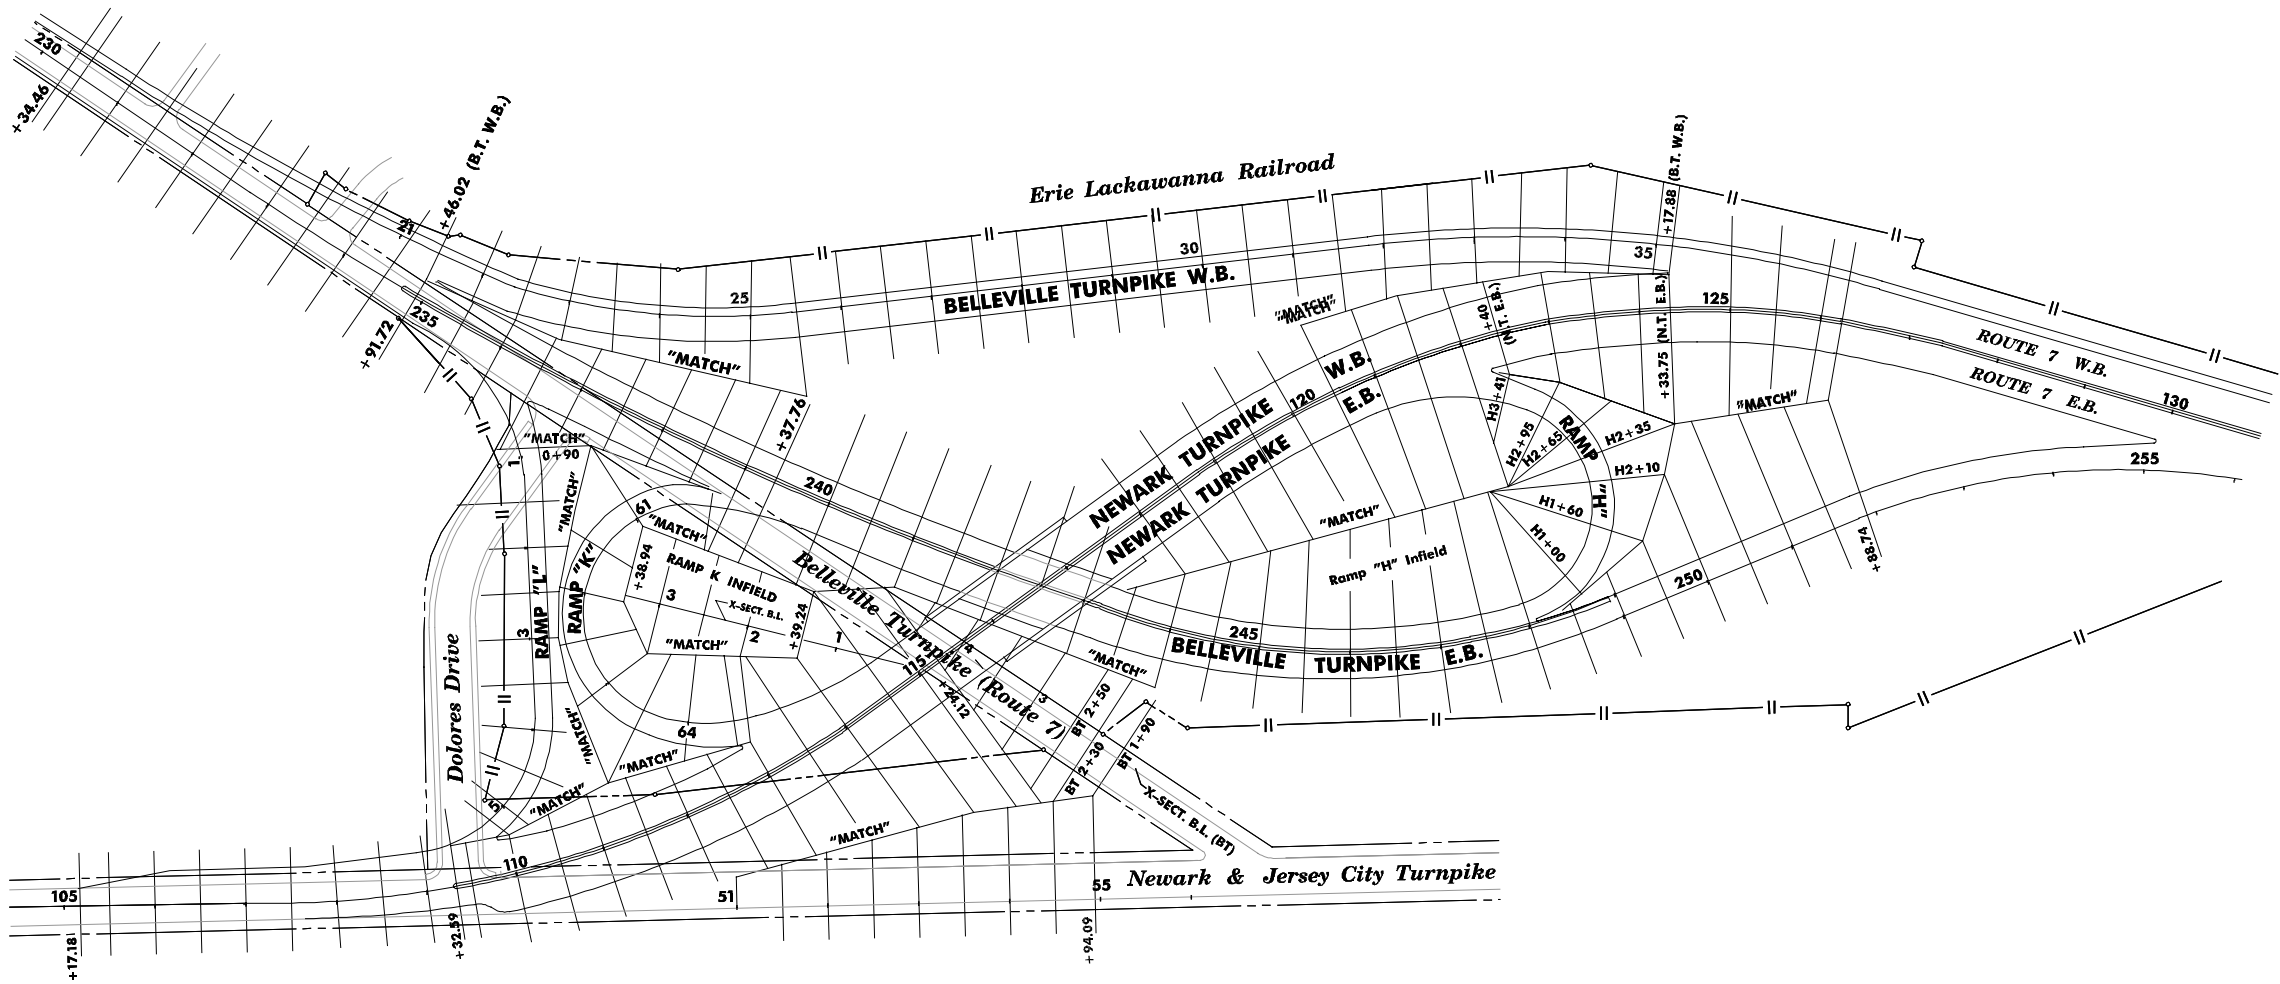 230
+34.46
21
+46.02 (B.T. W.B.)
235
+91.72
Erie Lackawanna Railroad
25
30
35
BELLEVILLE TURNPIKE W.B.
"MATCH"
"MATCH"
"MATCH"
+17.88 (B.T. W.B.)
+40 (N.T. E.B.)
+33.75 (N.T. E.B.)
125
ROUTE 7 W.B.
ROUTE 7 E.B.
130
255
+37.76
240
NEWARK TURNPIKE W.B.
NEWARK TURNPIKE E.B.
120
H3+41
H2+95
H2+65
RAMP "H"
H2+35
H2+10
H1+60
H1+00
"MATCH"
"MATCH"
Ramp "H" Infield
250
+88.74
"MATCH"
0+90
1
"MATCH"
61
"MATCH"
+38.94
RAMP K INFIELD
3
X-SECT. B.L.
2
1
+39.24
"MATCH"
RAMP "K"
RAMP "L"
3
Dolores Drive
"MATCH"
64
"MATCH"
"MATCH"
5
Belleville Turnpike (Route 7)
115
4
+24.12
3
245
BELLEVILLE TURNPIKE E.B.
"MATCH"
BT 2+50
BT 2+30
BT 1+90
X-SECT. B.L. (BT)
"MATCH"
110
105
51
55
Newark & Jersey City Turnpike
+17.18
+32.59
+94.09